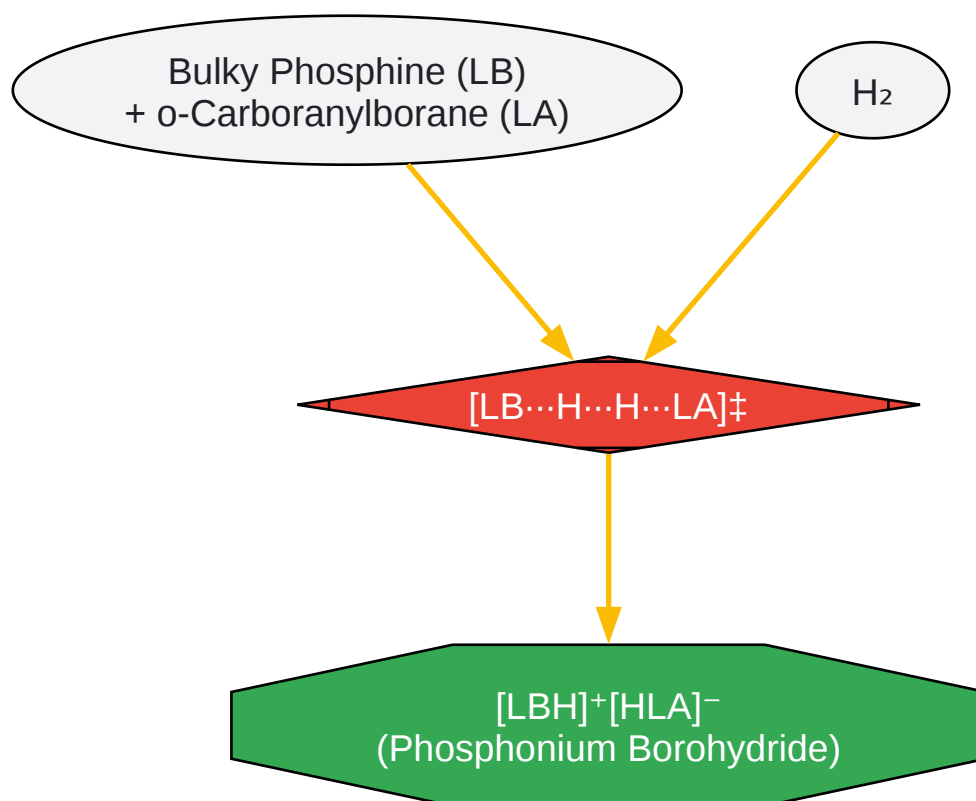 Bulky Phosphine (LB)
+ o-Carboranylborane (LA)
H₂
[LB···H···H···LA]‡
[LBH]⁺[HLA]⁻
(Phosphonium Borohydride)